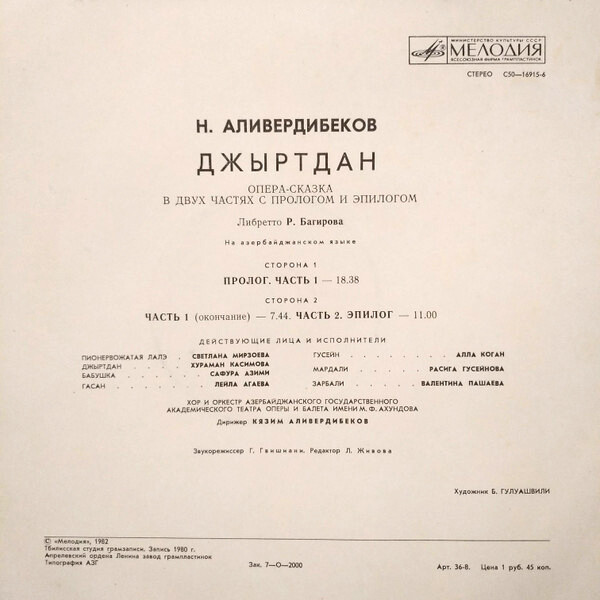 МИНИСТЕРСТВО КУЛЬТУРЫ СССР
МЕЛОДИЯ
ВСЕСОЮЗНАЯ ФИРМА ГРАМПЛАСТИНОК
СТЕРЕО С50—16915-6
Н. АЛИВЕРДИБЕКОВ
ДЖЫРТДАН
ОПЕРА-СКАЗКА
В ДВУХ ЧАСТЯХ С ПРОЛОГОМ И ЭПИЛОГОМ
Либретто Р. Багирова
На азербайджанском языке
СТОРОНА 1
ПРОЛОГ. ЧАСТЬ 1 — 18.38
СТОРОНА 2
ЧАСТЬ 1 (окончание) — 7.44. ЧАСТЬ 2. ЭПИЛОГ — 11.00
ДЕЙСТВУЮЩИЕ ЛИЦА И ИСПОЛНИТЕЛИ
ПИОНЕРВОЖАТАЯ ЛАЛЭ . СВЕТЛАНА МИРЗОЕВА
ДЖЫРТДАН . . . . ХУРАМАН КАСИМОВА
БАБУШКА . . . . . САФУРА АЗИМИ
ГАСАН . . . . . . ЛЕЙЛА АГАЕВА
ГУСЕЙН . . . . . . . АЛЛА КОГАН
МАРДАЛИ . . . . . РАСИГА ГУСЕЙНОВА
ЗАРБАЛИ . . . . . ВАЛЕНТИНА ПАШАЕВА
ХОР И ОРКЕСТР АЗЕРБАЙДЖАНСКОГО ГОСУДАРСТВЕННОГО
АКАДЕМИЧЕСКОГО ТЕАТРА ОПЕРЫ И БАЛЕТА ИМЕНИ М. Ф. АХУНДОВА
Дирижер КЯЗИМ АЛИВЕРДИБЕКОВ
Звукорежиссер Г. Гвишиани. Редактор Л. Живова
Художник Б. ГУЛУАШВИЛИ
© «Мелодия», 1982
Тбилисская студия грамзаписи. Запись 1980 г.
Апрелевский ордена Ленина завод грампластинок
Типография АЗГ
Зак. 7—О—2000
Арт. 36-8. Цена 1 руб. 45 коп.